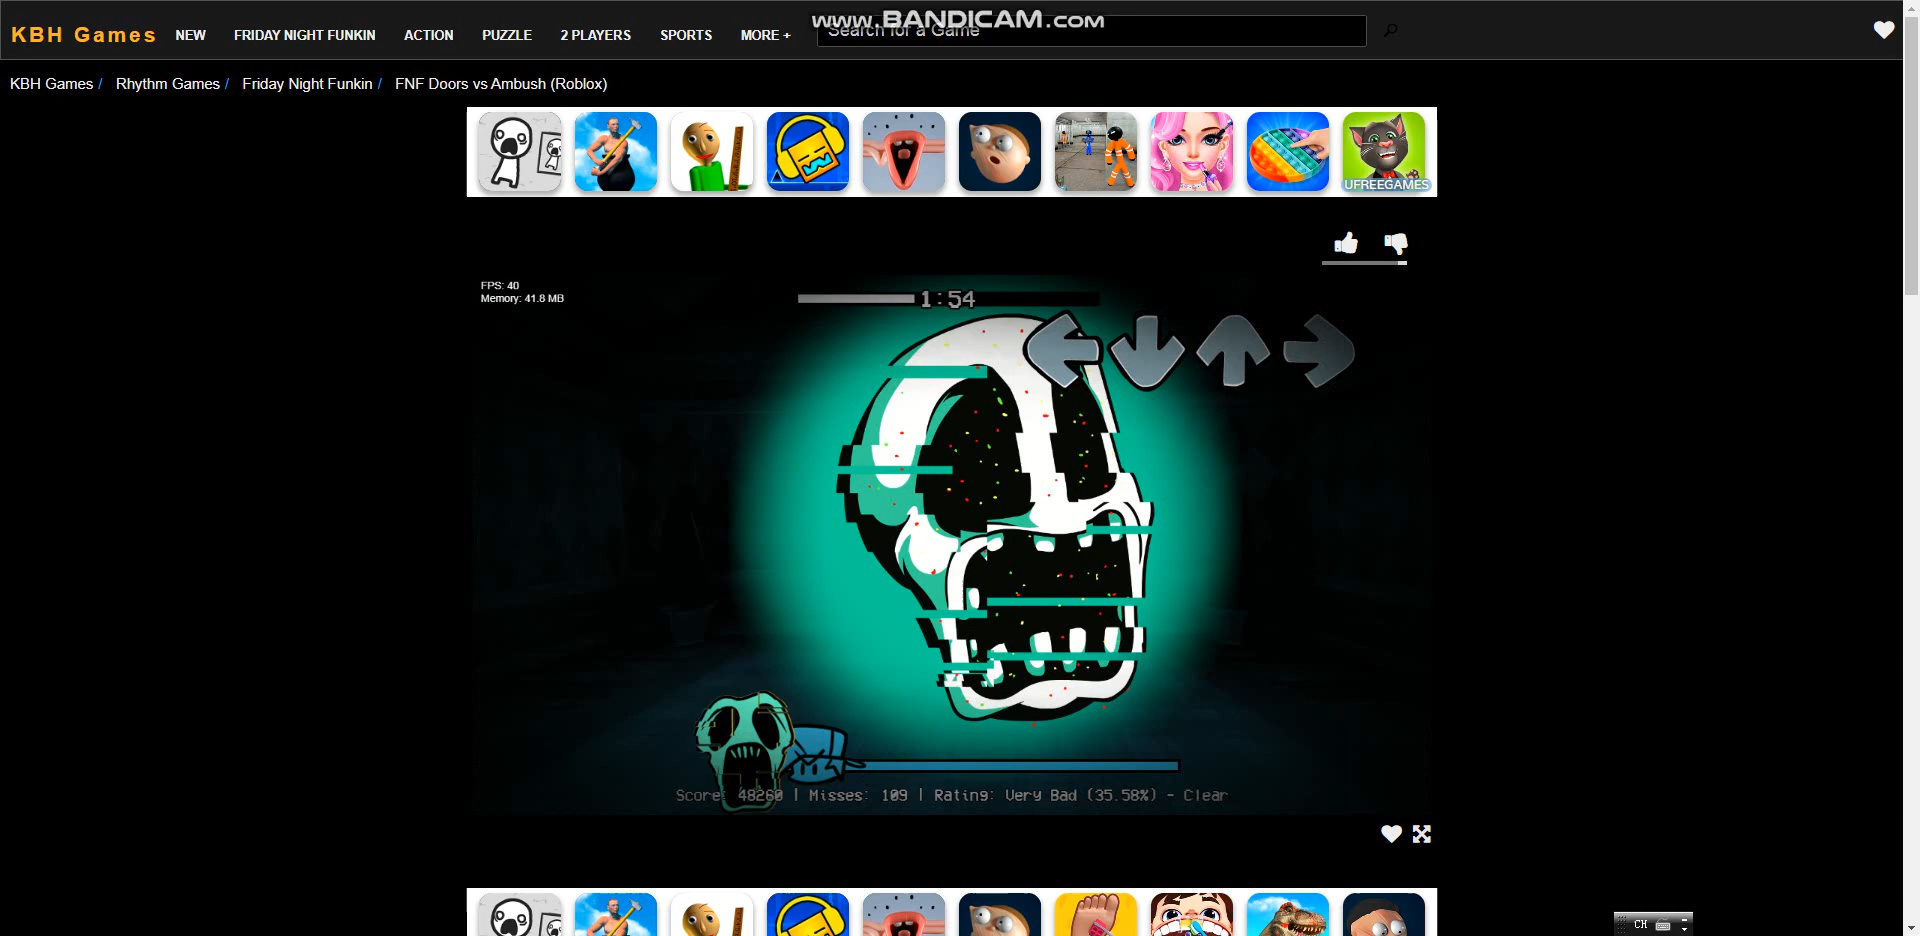 www.BANDICAM.COM
KBH Games NEW FRIDAY NIGHT FUNKIN ACTION PUZZLE 2 PLAYERS SPORTS MORE + Search for a Game
KBH Games / Rhythm Games / Friday Night Funkin / FNF Doors vs Ambush (Roblox)
UFREEGAMES
FPS: 40
Memory: 41.8 MB
1:54
Score: 48260 | Misses: 109 | Rating: Very Bad (35.58%) - Clear
CH